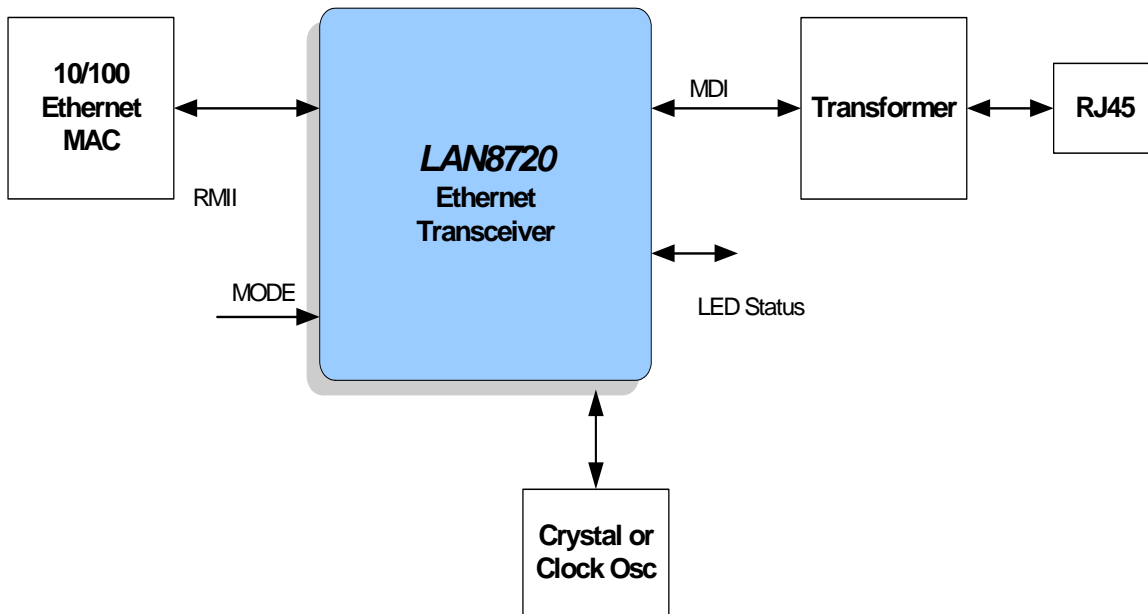 10/100
Ethernet
MAC
RMII
MODE
LAN8720
Ethernet
Transceiver
MDI
Transformer
RJ45
LED Status
Crystal or
Clock Osc